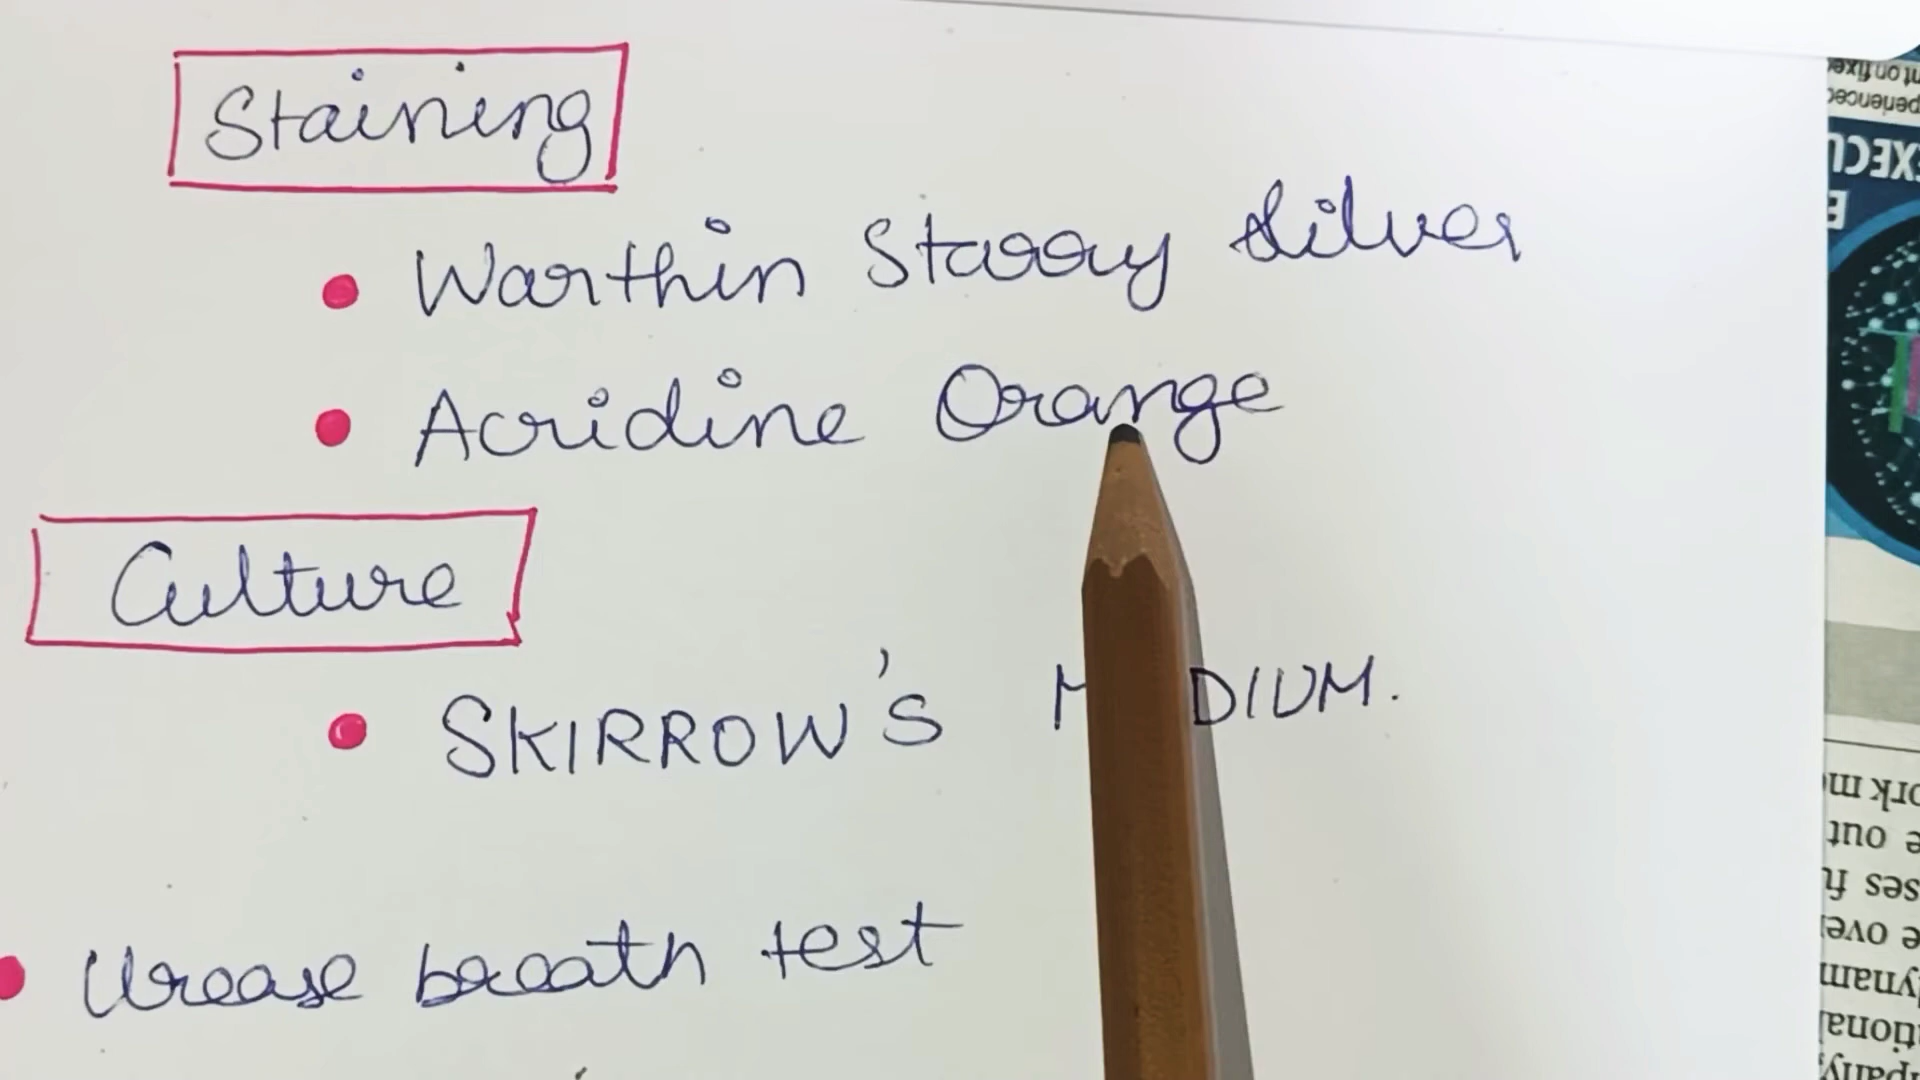 Staining
• Warthin Starry Silver
• Acridine Orange
Culture
• SKIRROW'S M DIUM.
• Urease breath test